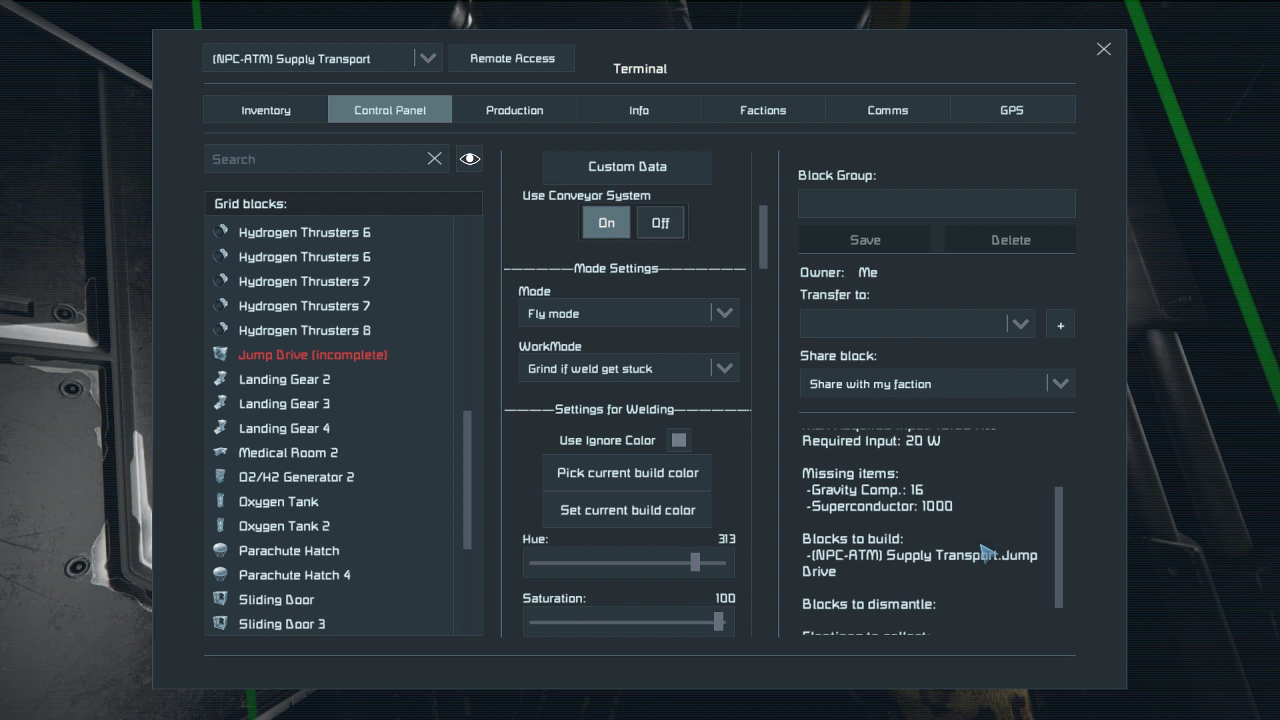 (NPC-ATM) Supply Transport
Remote Access
Terminal
Inventory
Control Panel
Production
Info
Factions
Comms
GPS
Search
Grid blocks:
Hydrogen Thrusters 6
Hydrogen Thrusters 6
Hydrogen Thrusters 7
Hydrogen Thrusters 7
Hydrogen Thrusters 8
Jump Drive (incomplete)
Landing Gear 2
Landing Gear 3
Landing Gear 4
Medical Room 2
O2/H2 Generator 2
Oxygen Tank
Oxygen Tank 2
Parachute Hatch
Parachute Hatch 4
Sliding Door
Sliding Door 3
Custom Data
Use Conveyor System
On
Off
Mode Settings
Mode
Fly mode
WorkMode
Grind if weld get stuck
Settings for Welding
Use Ignore Color
Pick current build color
Set current build color
Hue: 313
Saturation: 100
Block Group:
Save
Delete
Owner: Me
Transfer to:
+
Share block:
Share with my faction
Required Input: 20 W
Missing items:
-Gravity Comp.: 16
-Superconductor: 1000
Blocks to build:
-(NPC-ATM) Supply Transport.Jump
Drive
Blocks to dismantle: